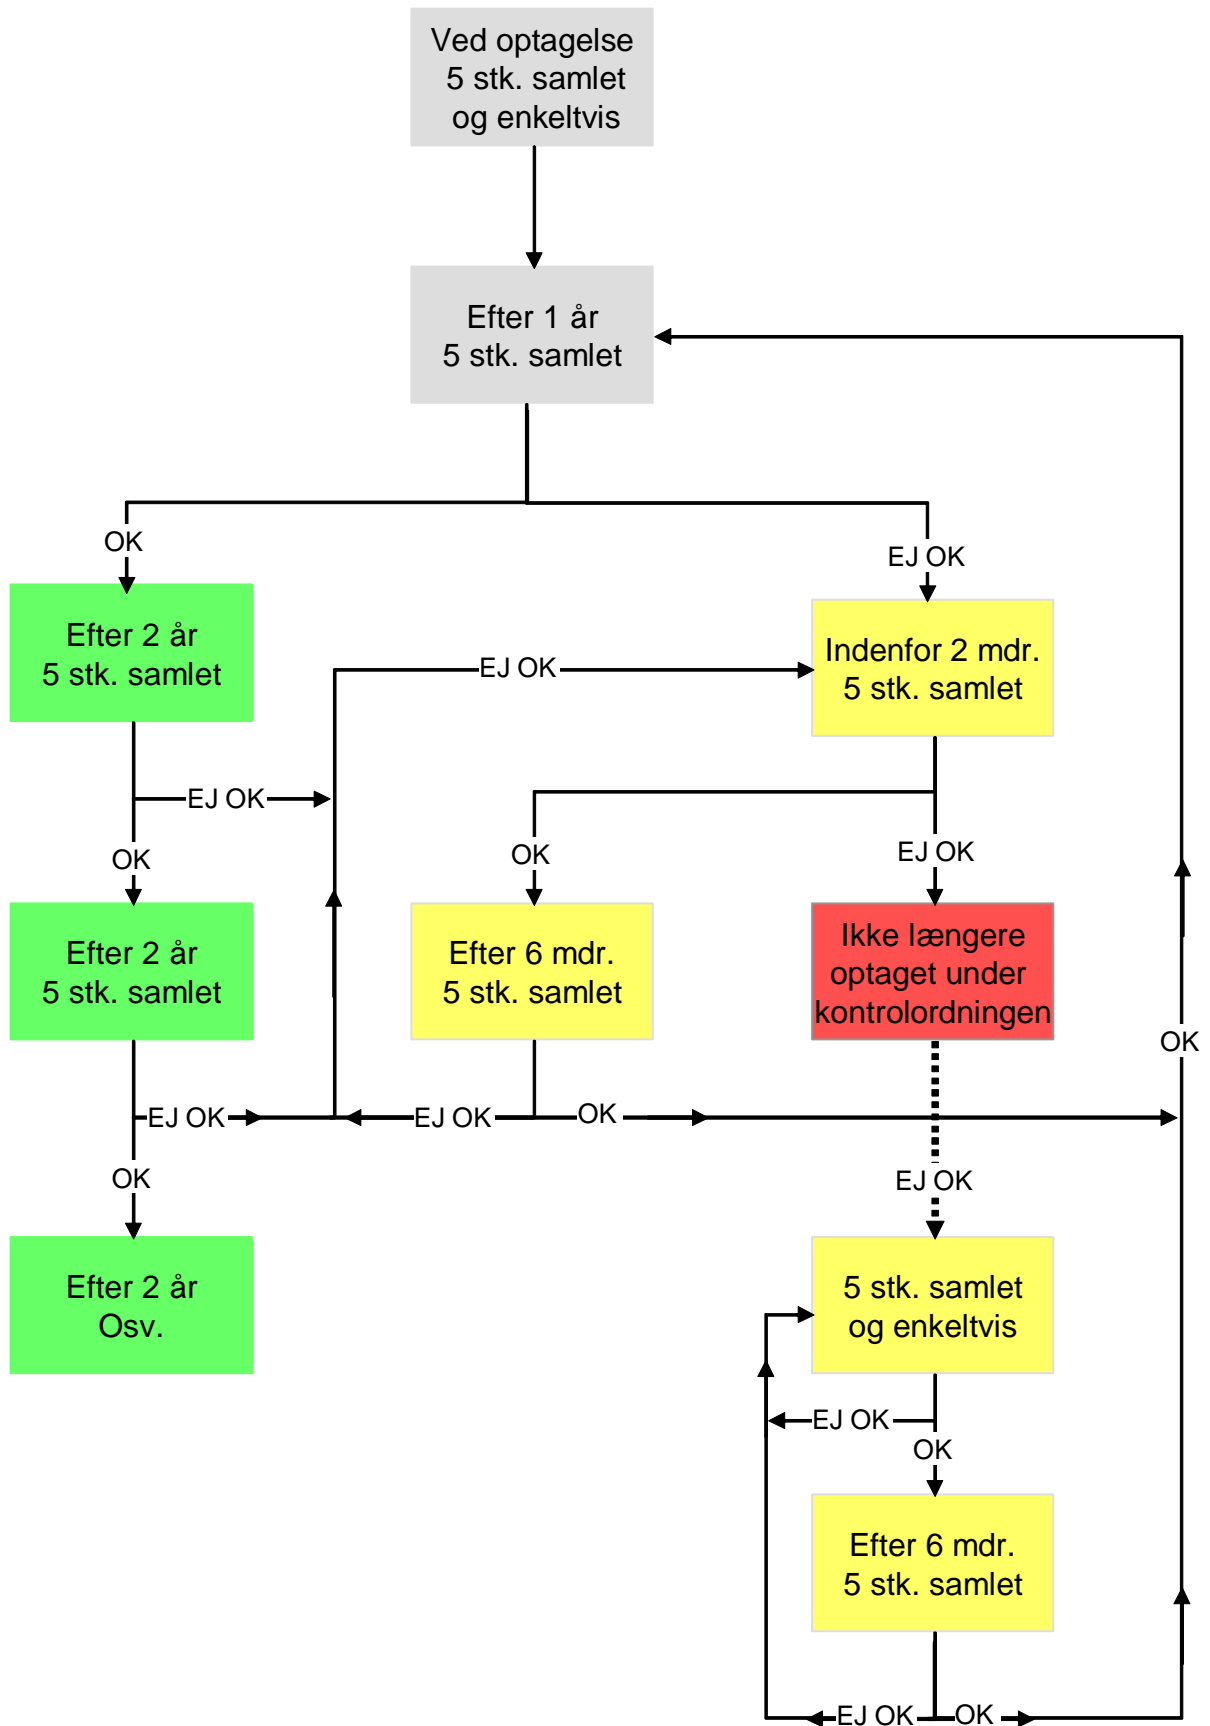 Ved optagelse
5 stk. samlet
og enkeltvis
Efter 1 år
5 stk. samlet
OK
EJ OK
Efter 2 år
5 stk. samlet
EJ OK
Indenfor 2 mdr.
5 stk. samlet
EJ OK
OK
OK
EJ OK
Efter 2 år
5 stk. samlet
Efter 6 mdr.
5 stk. samlet
Ikke længere
optaget under
kontrolordningen
OK
EJ OK
EJ OK
OK
OK
EJ OK
Efter 2 år
Osv.
5 stk. samlet
og enkeltvis
EJ OK
OK
Efter 6 mdr.
5 stk. samlet
EJ OK
OK